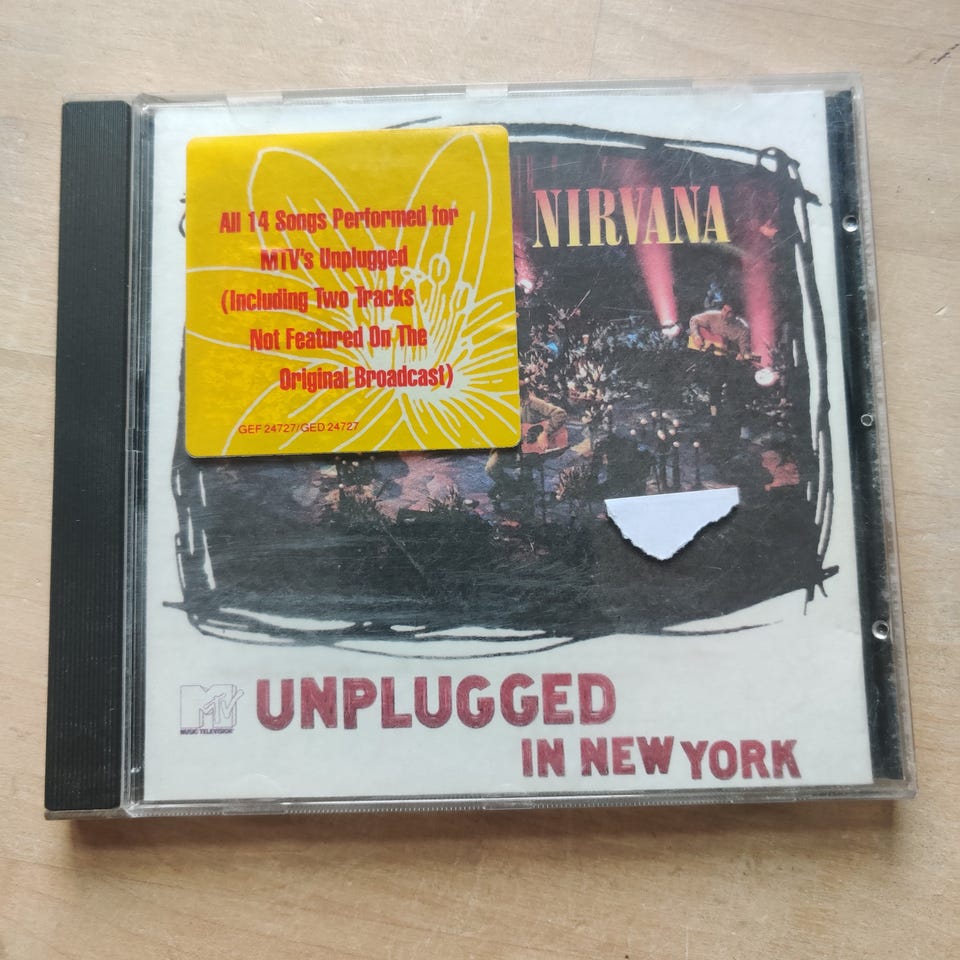 All 14 Songs Performed for
MTV's Unplugged
(Including Two Tracks
Not Featured On The
Original Broadcast)
GEF 24727/GED 24727
NIRVANA
MTV
MUSIC TELEVISION
UNPLUGGED
IN NEW YORK